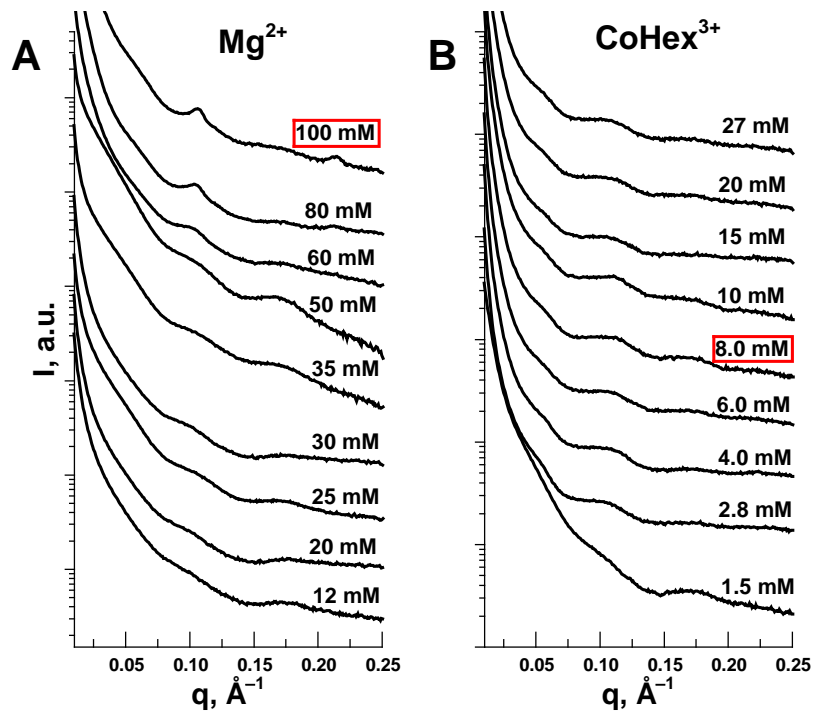 A
Mg²⁺
100 mM
80 mM
60 mM
50 mM
35 mM
30 mM
25 mM
20 mM
12 mM
I, a.u.
0.05 0.10 0.15 0.20 0.25
q, Å⁻¹
B
CoHex³⁺
27 mM
20 mM
15 mM
10 mM
8.0 mM
6.0 mM
4.0 mM
2.8 mM
1.5 mM
0.05 0.10 0.15 0.20 0.25
q, Å⁻¹